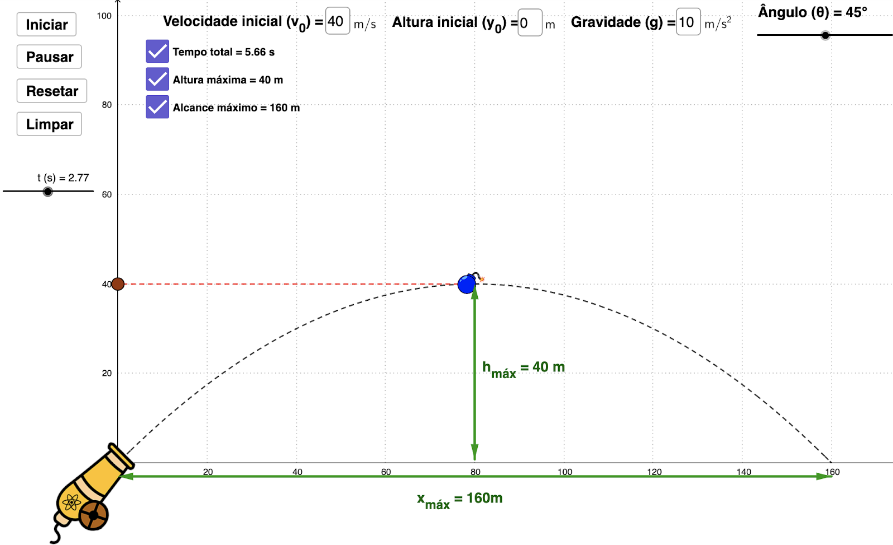 Iniciar
Pausar
Resetar
Limpar
t (s) = 2.77
Velocidade inicial (v₀) = 40 m/s
Altura inicial (y₀) = 0 m
Gravidade (g) = 10 m/s²
Ângulo (θ) = 45°
Tempo total = 5.66 s
Altura máxima = 40 m
Alcance máximo = 160 m
100
80
60
40
20
hmáx = 40 m
20 40 60 80 100 120 140 160
xmáx = 160m